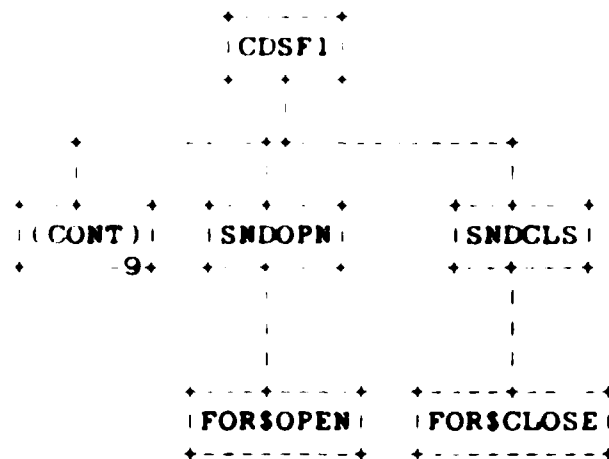 CDSF1
(CONT) SNDOPN SNDCLS
-9
FOR$OPEN FOR$CLOSE